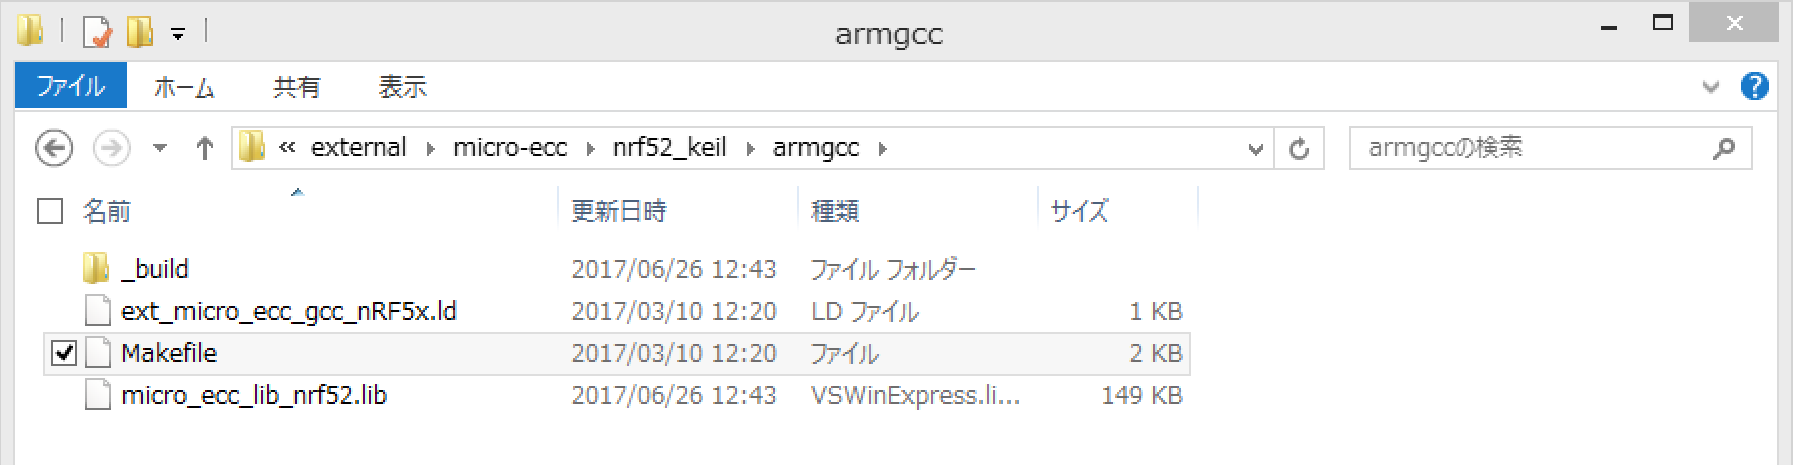 armgcc
ファイル ホーム 共有 表示
« external micro-ecc nrf52_keil armgcc armgccの検索
名前 更新日時 種類 サイズ
_build 2017/06/26 12:43 ファイル フォルダー
ext_micro_ecc_gcc_nRF5x.ld 2017/03/10 12:20 LD ファイル 1 KB
Makefile 2017/03/10 12:20 ファイル 2 KB
micro_ecc_lib_nrf52.lib 2017/06/26 12:43 VSWinExpress.li... 149 KB